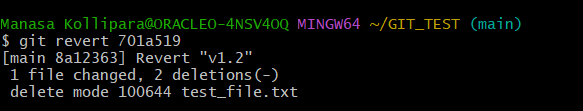 Manasa Kollipara@ORACLEO-4NSV4OQ MINGW64 ~/GIT_TEST (main)
$ git revert 701a519
[main 8a12363] Revert "v1.2"
 1 file changed, 2 deletions(-)
 delete mode 100644 test_file.txt